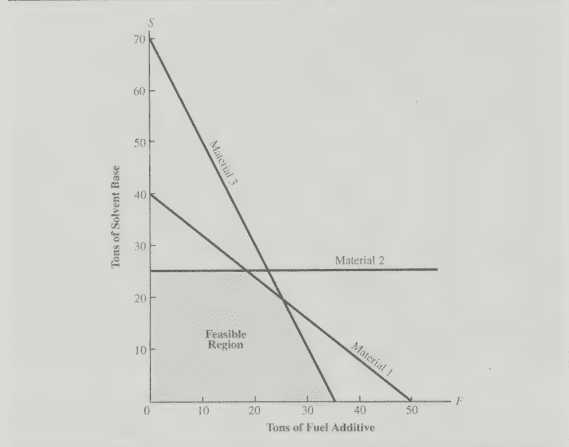 S
70
60
50
40
30
20
10
Tons of Solvent Base
Material 3
Material 2
Material 1
Feasible
Region
0 10 20 30 40 50 F
Tons of Fuel Additive